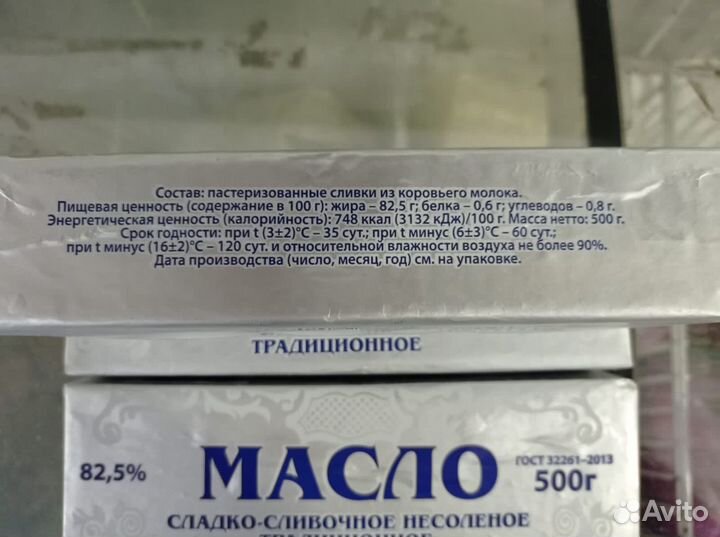 Состав: пастеризованные сливки из коровьего молока.
Пищевая ценность (содержание в 100 г): жира – 82,5 г; белка – 0,6 г; углеводов – 0,8 г.
Энергетическая ценность (калорийность): 748 ккал (3132 кДж)/100 г. Масса нетто: 500 г.
Срок годности: при t (3±2)°С – 35 сут.; при t минус (6±3)°С – 60 сут.;
при t минус (16±2)°С – 120 сут. и относительной влажности воздуха не более 90%.
Дата производства (число, месяц, год) см. на упаковке.
ТРАДИЦИОННОЕ
82,5%
МАСЛО
ГОСТ 32261–2013
500г
СЛАДКО-СЛИВОЧНОЕ НЕСОЛЕНОЕ
ТРАДИЦИОННОЕ
Avito